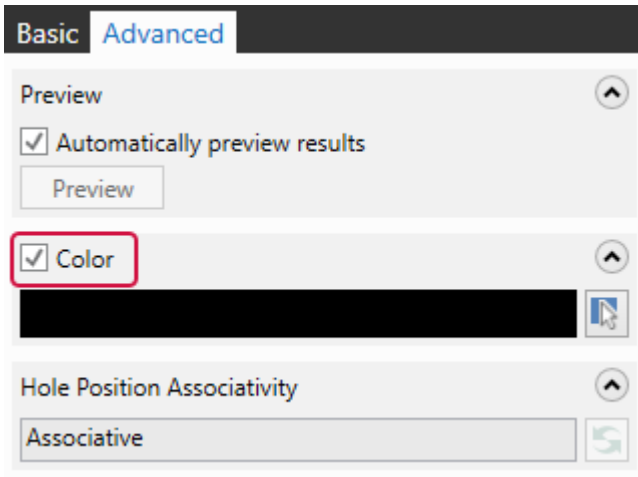 Basic Advanced
Preview
Automatically preview results
Preview
Color
Hole Position Associativity
Associative